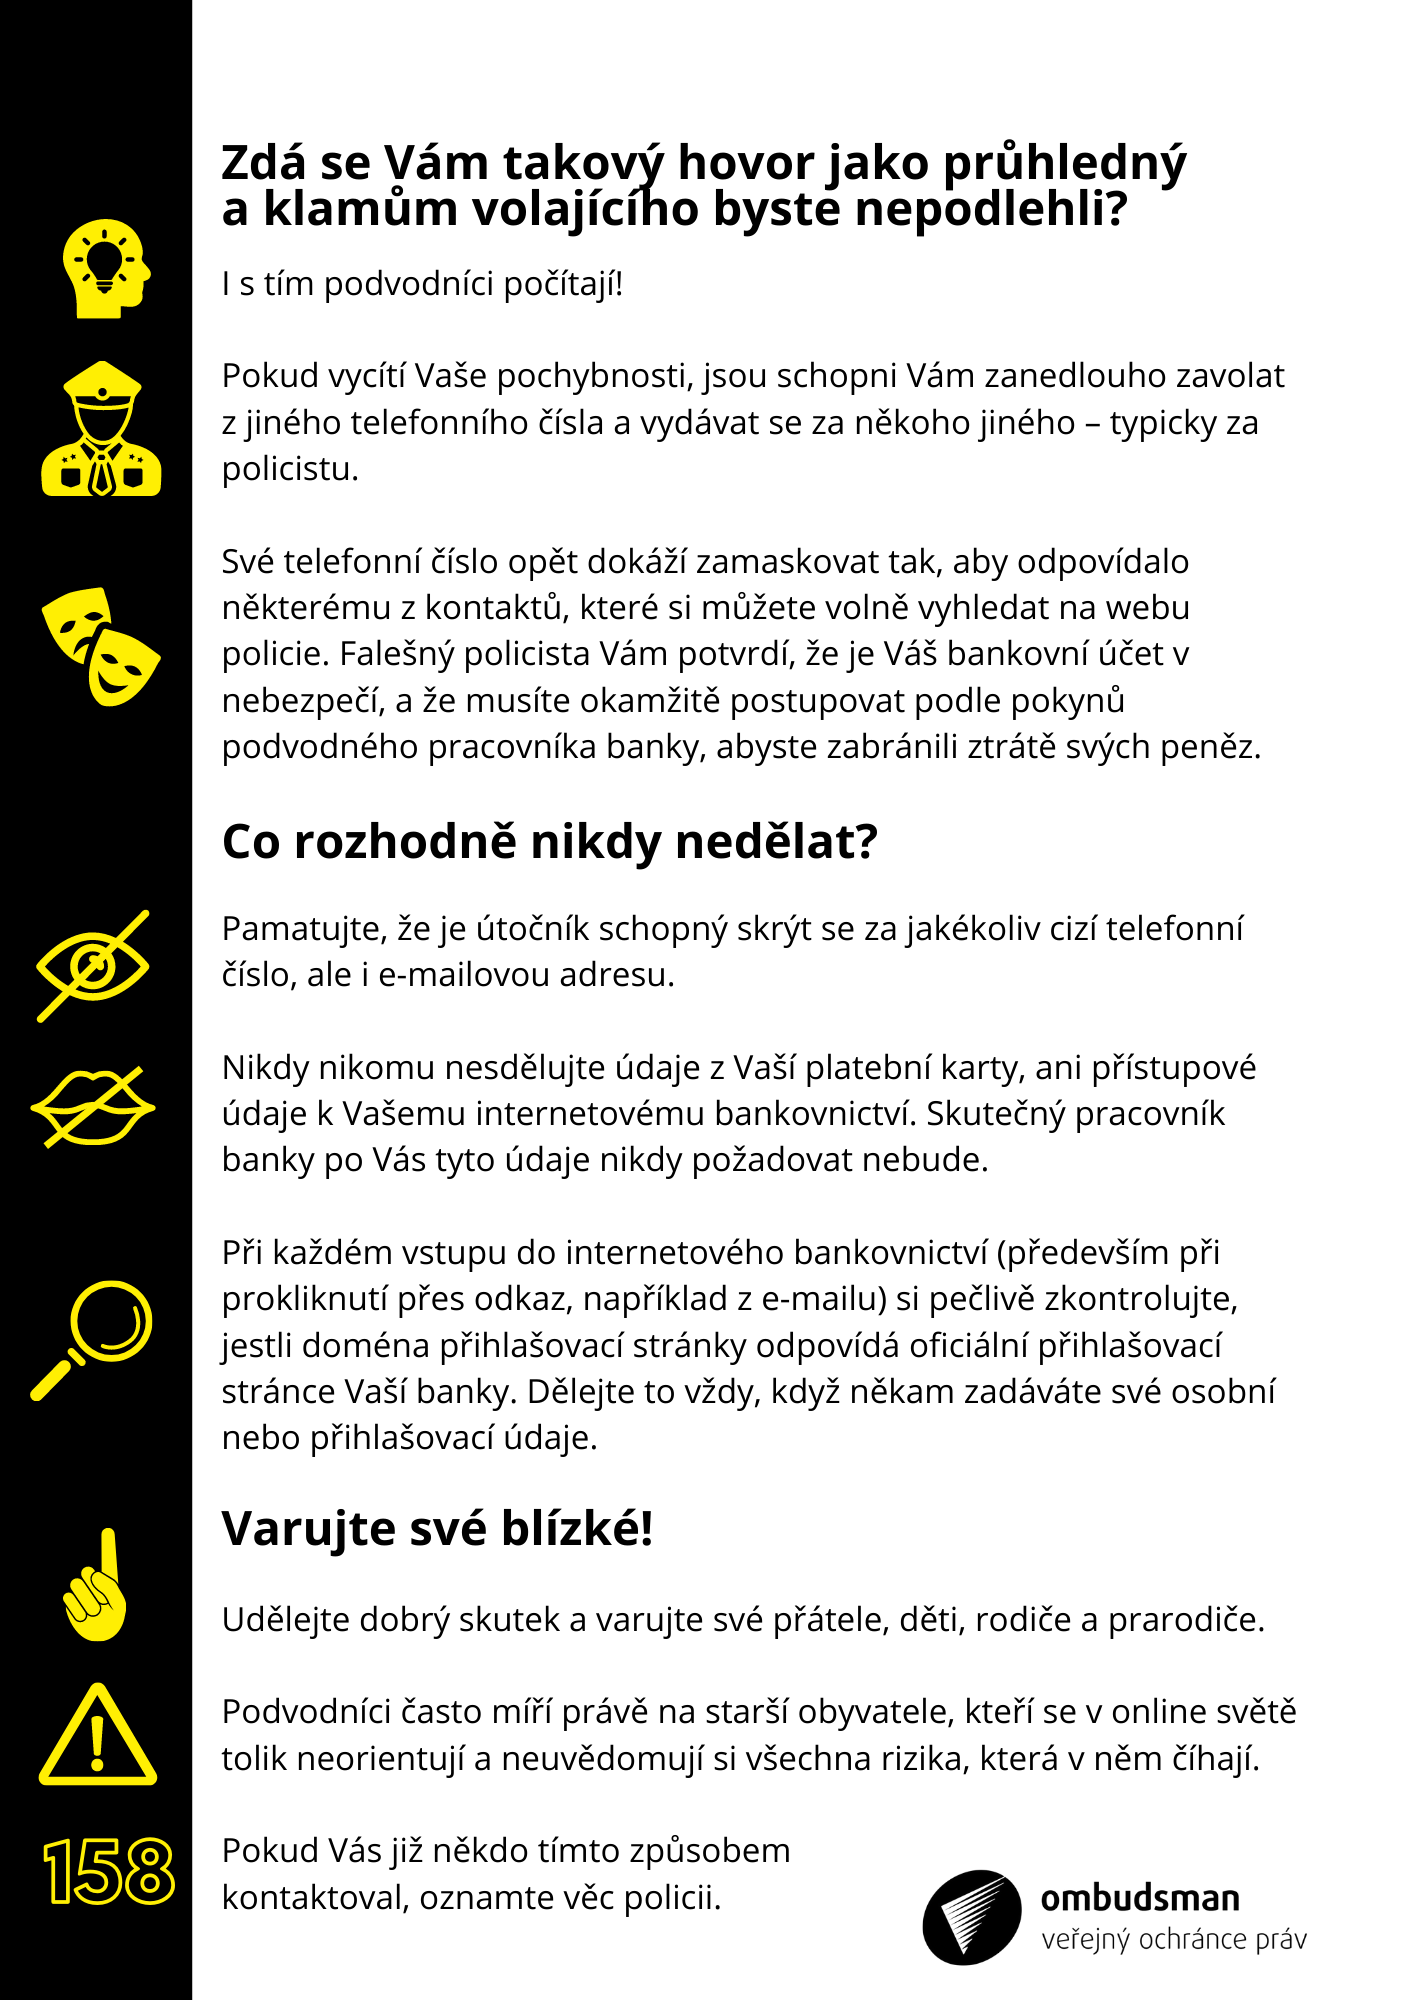 Zdá se Vám takový hovor jako průhledný
a klamům volajícího byste nepodlehli?
I s tím podvodníci počítají!
Pokud vycítí Vaše pochybnosti, jsou schopni Vám zanedlouho zavolat
z jiného telefonního čísla a vydávat se za někoho jiného – typicky za
policistu.
Své telefonní číslo opět dokáží zamaskovat tak, aby odpovídalo
některému z kontaktů, které si můžete volně vyhledat na webu
policie. Falešný policista Vám potvrdí, že je Váš bankovní účet v
nebezpečí, a že musíte okamžitě postupovat podle pokynů
podvodného pracovníka banky, abyste zabránili ztrátě svých peněz.
Co rozhodně nikdy nedělat?
Pamatujte, že je útočník schopný skrýt se za jakékoliv cizí telefonní
číslo, ale i e-mailovou adresu.
Nikdy nikomu nesdělujte údaje z Vaší platební karty, ani přístupové
údaje k Vašemu internetovému bankovnictví. Skutečný pracovník
banky po Vás tyto údaje nikdy požadovat nebude.
Při každém vstupu do internetového bankovnictví (především při
prokliknutí přes odkaz, například z e-mailu) si pečlivě zkontrolujte,
jestli doména přihlašovací stránky odpovídá oficiální přihlašovací
stránce Vaší banky. Dělejte to vždy, když někam zadáváte své osobní
nebo přihlašovací údaje.
Varujte své blízké!
Udělejte dobrý skutek a varujte své přátele, děti, rodiče a prarodiče.
Podvodníci často míří právě na starší obyvatele, kteří se v online světě
tolik neorientují a neuvědomují si všechna rizika, která v něm číhají.
158
Pokud Vás již někdo tímto způsobem
kontaktoval, oznamte věc policii.
ombudsman
veřejný ochránce práv